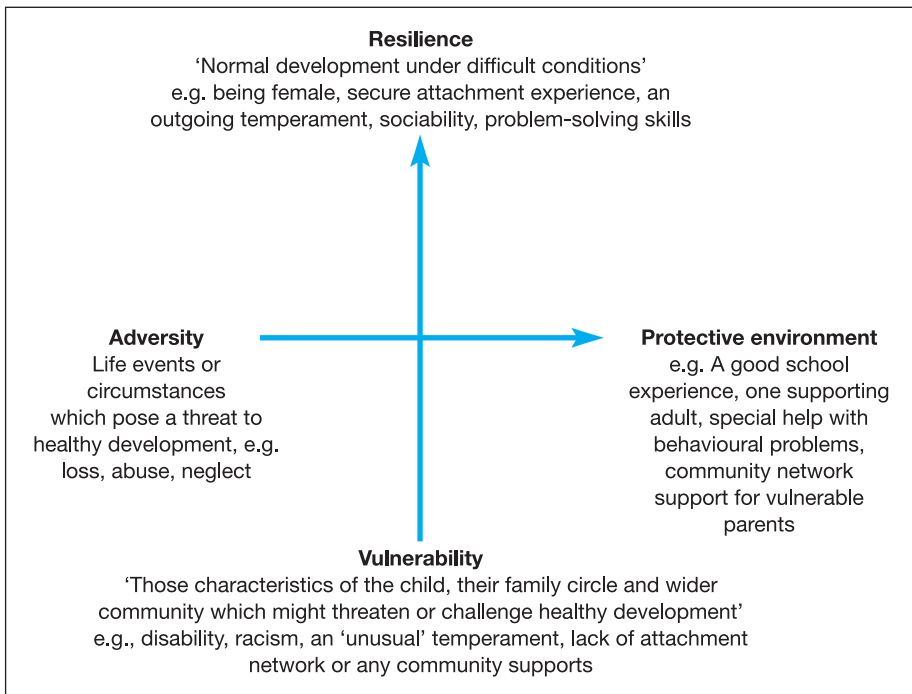 Resilience
‘Normal development under difficult conditions’
e.g. being female, secure attachment experience, an
outgoing temperament, sociability, problem-solving skills
Adversity
Life events or
circumstances
which pose a threat to
healthy development, e.g.
loss, abuse, neglect
Protective environment
e.g. A good school
experience, one supporting
adult, special help with
behavioural problems,
community network
support for vulnerable
parents
Vulnerability
‘Those characteristics of the child, their family circle and wider
community which might threaten or challenge healthy development’
e.g., disability, racism, an ‘unusual’ temperament, lack of attachment
network or any community supports